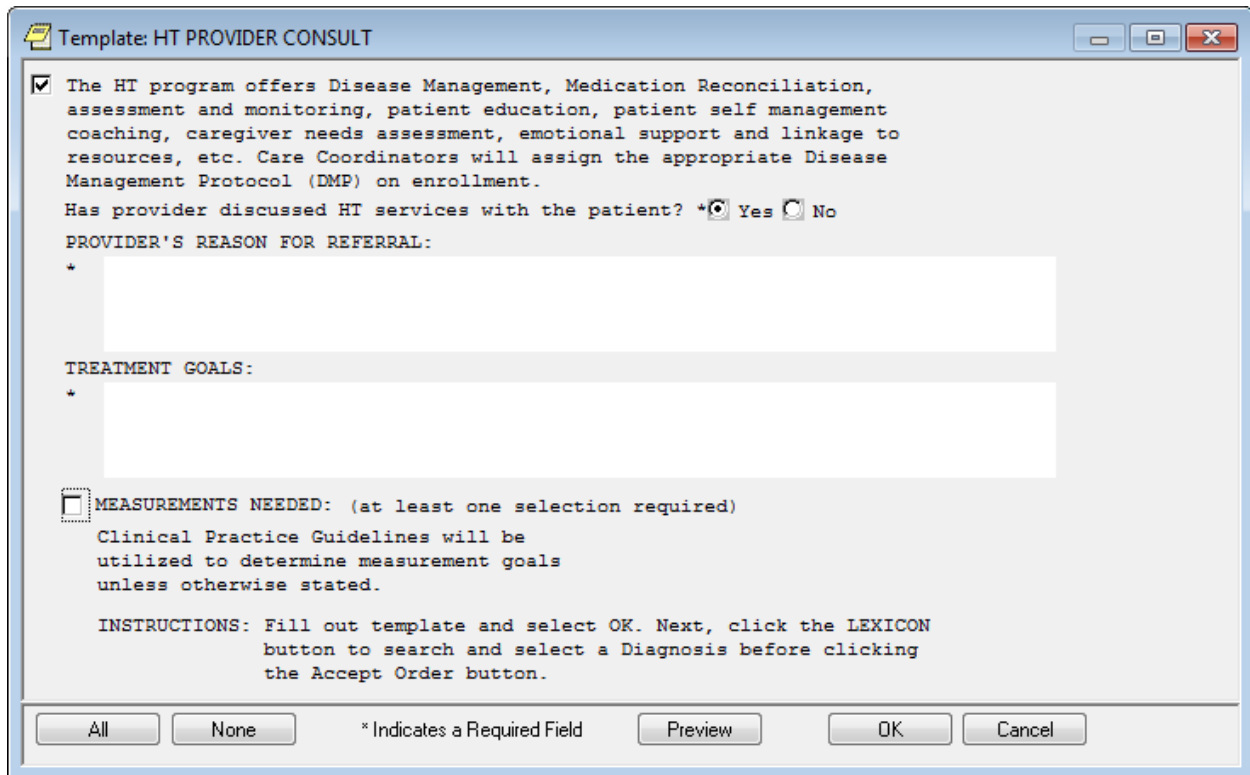 Template: HT PROVIDER CONSULT
The HT program offers Disease Management, Medication Reconciliation,
assessment and monitoring, patient education, patient self management
coaching, caregiver needs assessment, emotional support and linkage to
resources, etc. Care Coordinators will assign the appropriate Disease
Management Protocol (DMP) on enrollment.
Has provider discussed HT services with the patient? * Yes No
PROVIDER'S REASON FOR REFERRAL:
*
TREATMENT GOALS:
*
MEASUREMENTS NEEDED: (at least one selection required)
Clinical Practice Guidelines will be
utilized to determine measurement goals
unless otherwise stated.
INSTRUCTIONS: Fill out template and select OK. Next, click the LEXICON
button to search and select a Diagnosis before clicking
the Accept Order button.
All None * Indicates a Required Field Preview OK Cancel